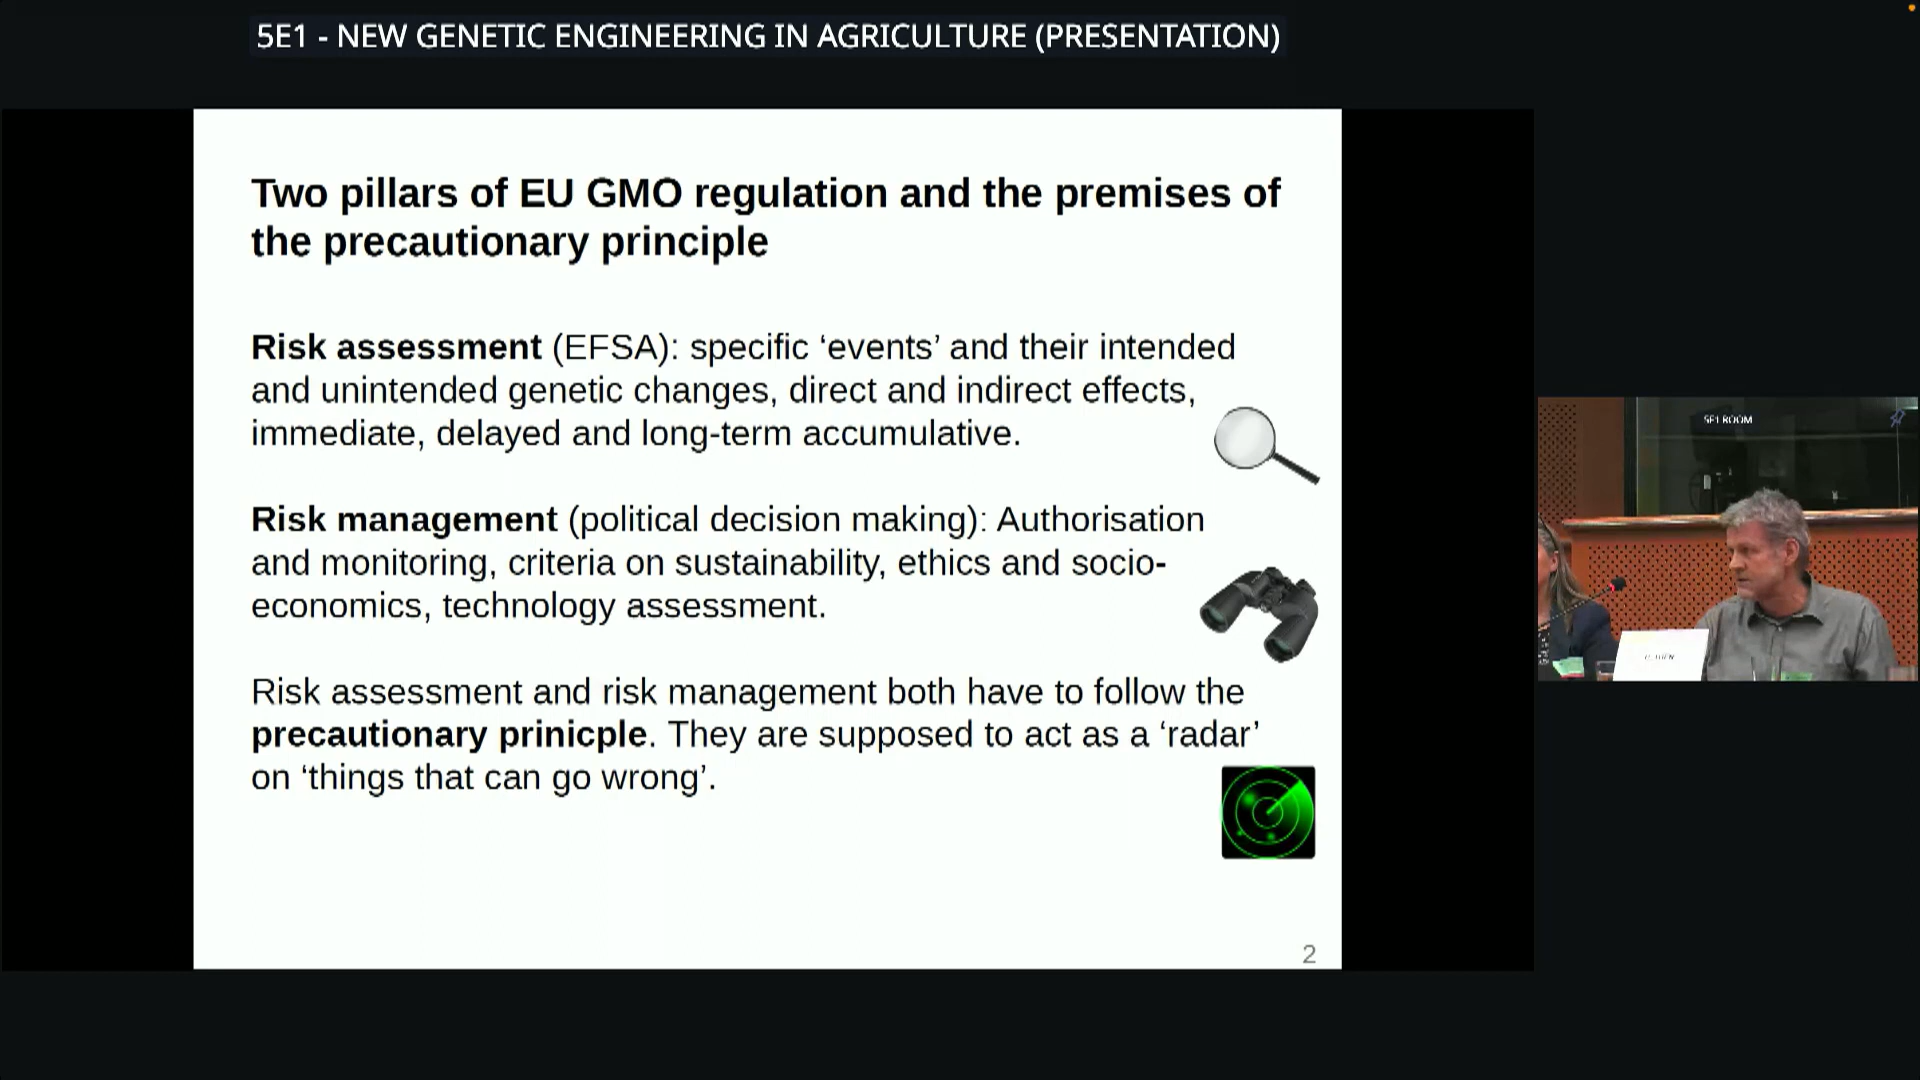 5E1 - NEW GENETIC ENGINEERING IN AGRICULTURE (PRESENTATION)
Two pillars of EU GMO regulation and the premises of
the precautionary principle
Risk assessment (EFSA): specific ‘events’ and their intended
and unintended genetic changes, direct and indirect effects,
immediate, delayed and long-term accumulative.
Risk management (political decision making): Authorisation
and monitoring, criteria on sustainability, ethics and socio-
economics, technology assessment.
Risk assessment and risk management both have to follow the
precautionary prinicple. They are supposed to act as a ‘radar’
on ‘things that can go wrong’.
2
5E1 ROOM